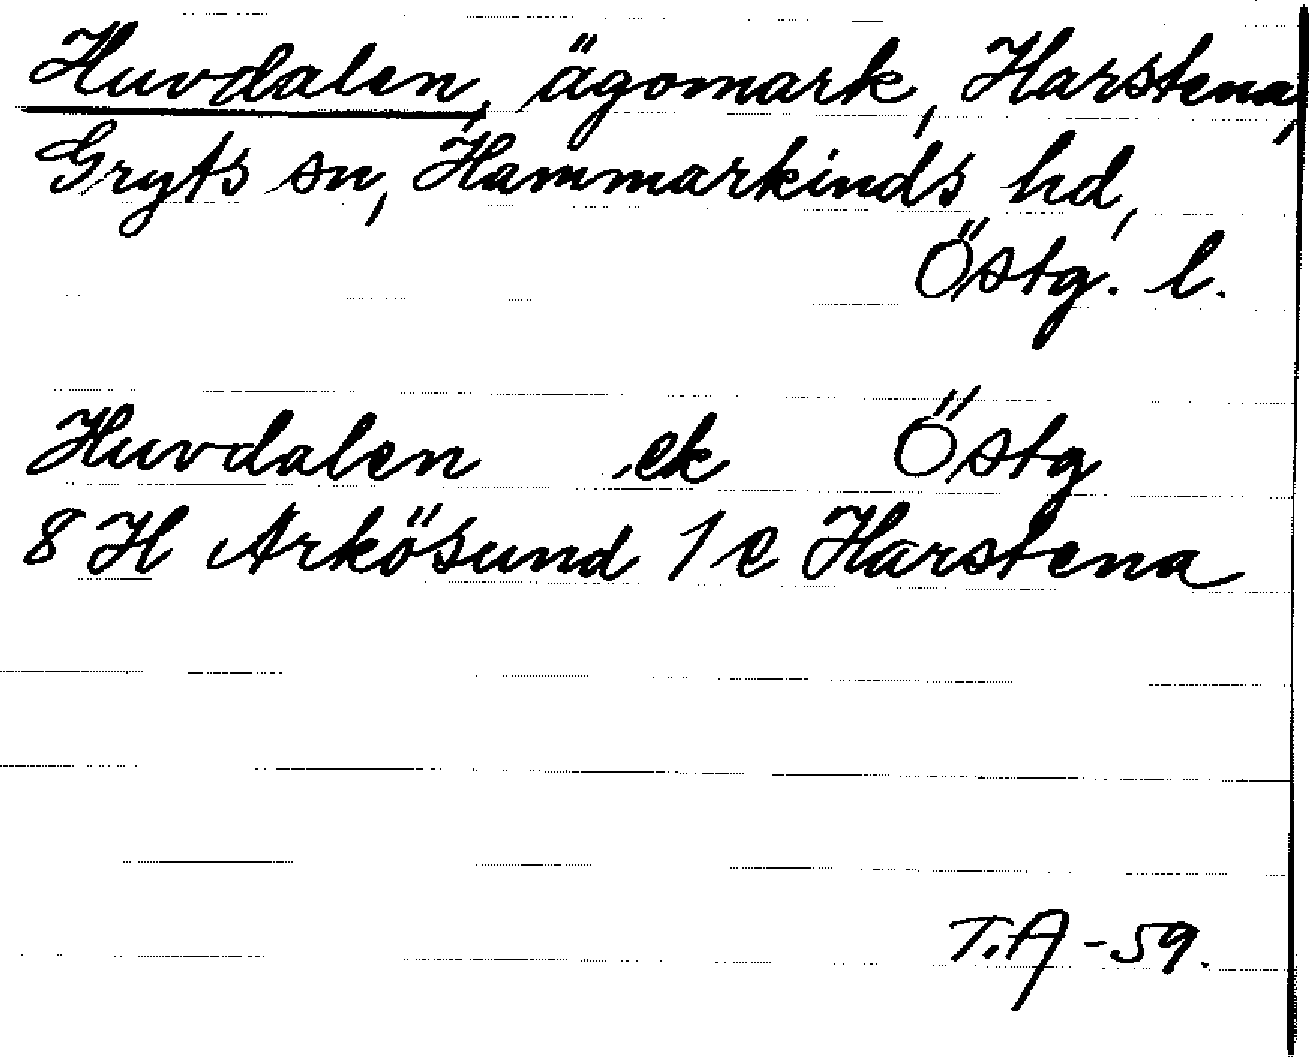 Huvdalen, ägomark, Harstena,
Gryts sn, Hammarkinds hd,
Östg. l.
Huvdalen ek Östg
8 H Arkösund 1 c Harstena
T.A -59.